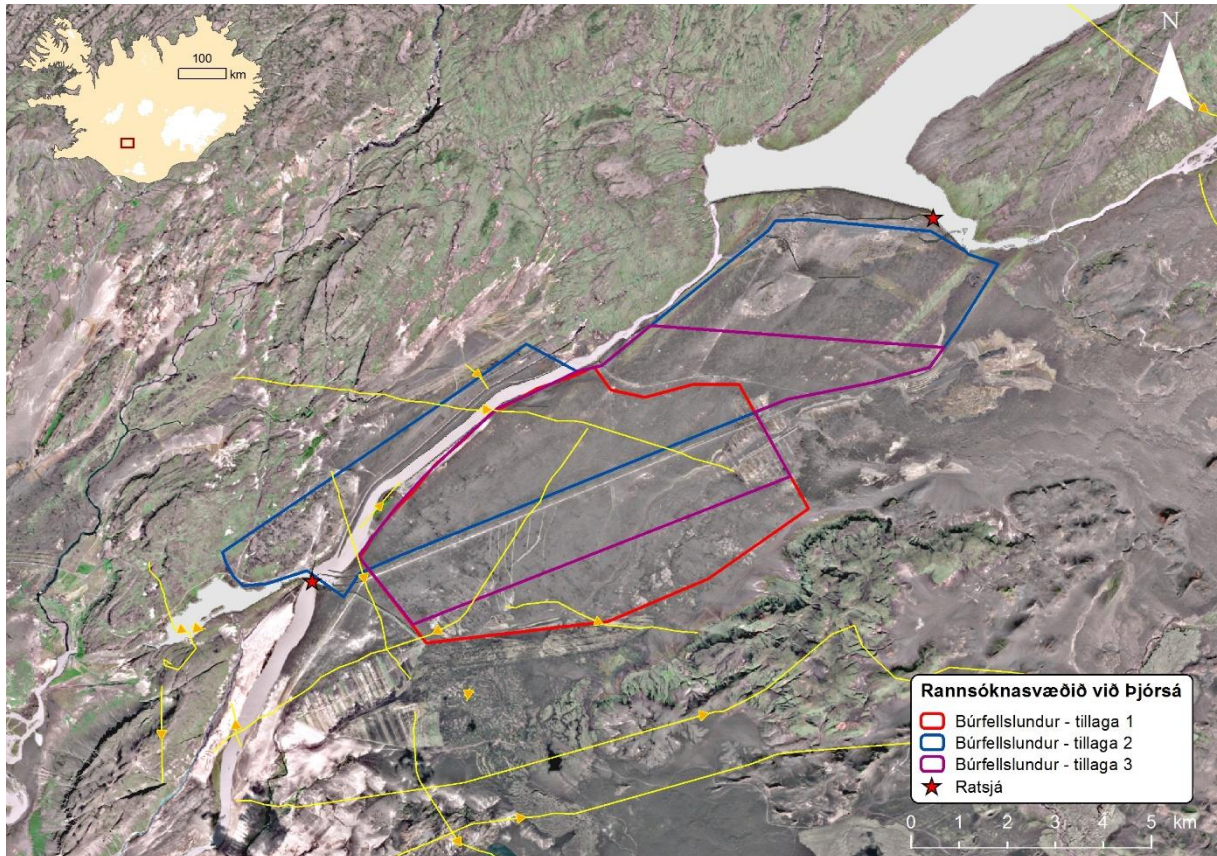 100
km
N
Rannsóknasvæðið við Þjórsá
Búrfellslundur - tillaga 1
Búrfellslundur - tillaga 2
Búrfellslundur - tillaga 3
Ratsjá
0 1 2 3 4 5
km